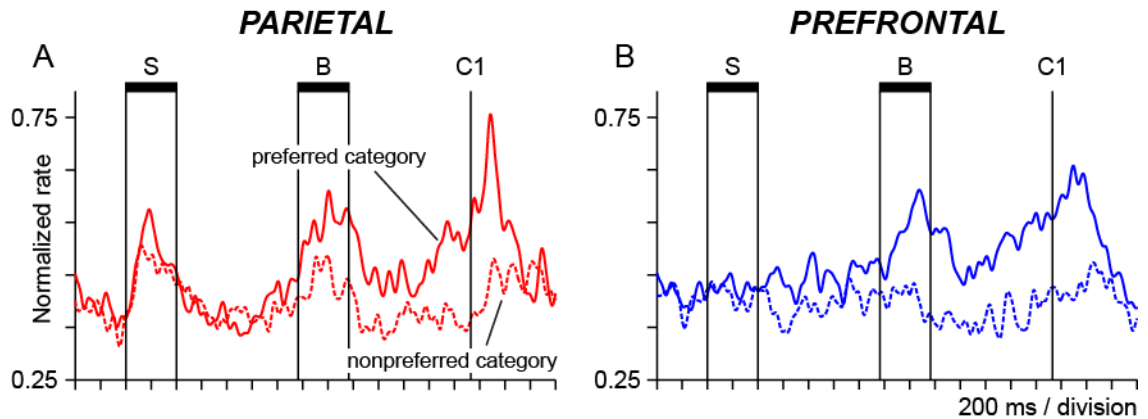 PARIETAL
PREFRONTAL
A
S
B
C1
B
S
B
C1
0.75
0.75
preferred category
Normalized rate
nonpreferred category
0.25
0.25
200 ms / division